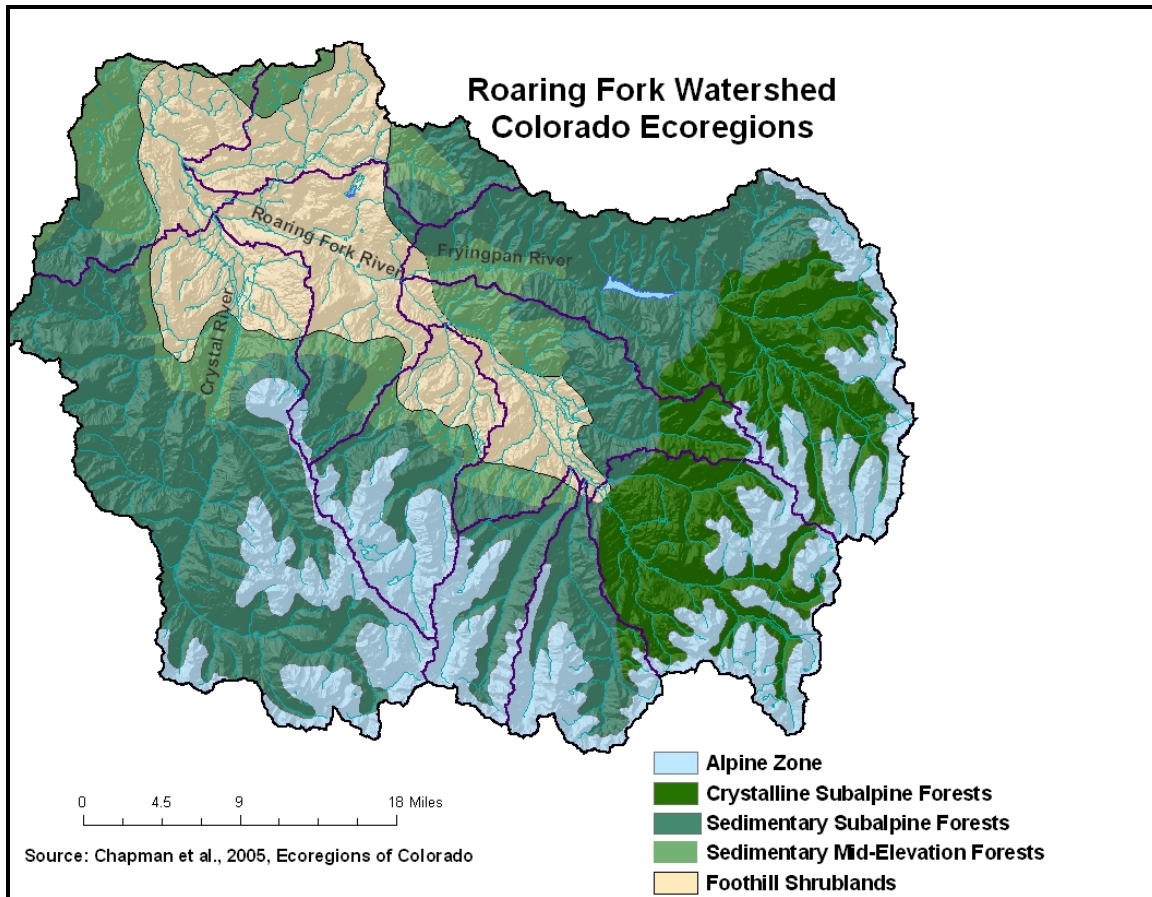 Roaring Fork Watershed
Colorado Ecoregions
Roaring Fork River
Fryingpan River
Crystal River
Alpine Zone
Crystalline Subalpine Forests
Sedimentary Subalpine Forests
Sedimentary Mid-Elevation Forests
Foothill Shrublands
0 4.5 9 18 Miles
Source: Chapman et al., 2005, Ecoregions of Colorado